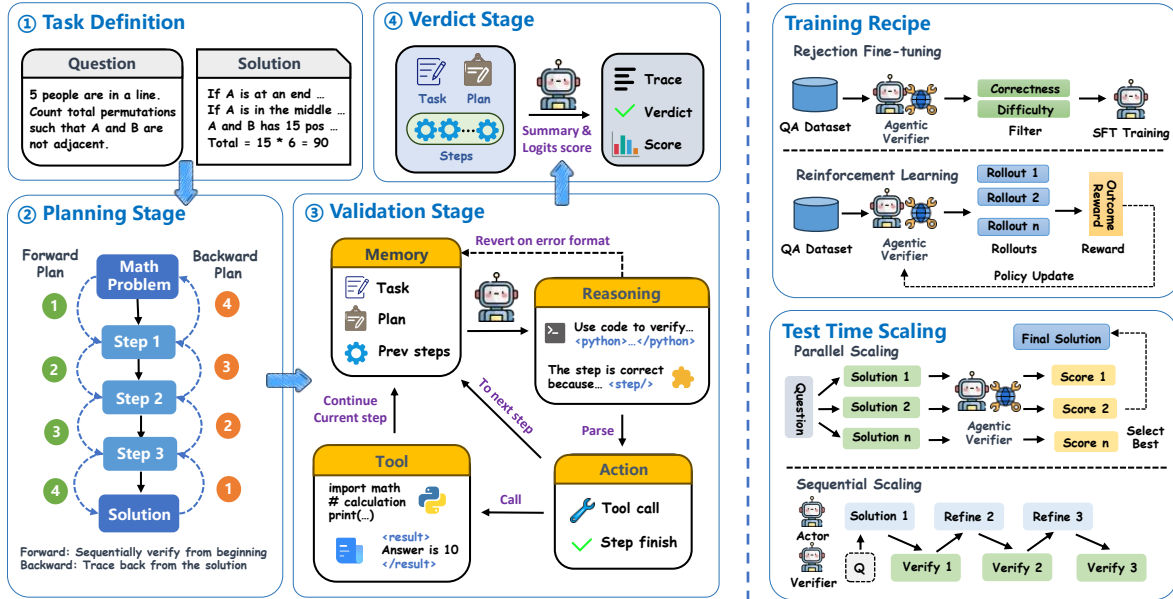 ① Task Definition
Question
5 people are in a line.
Count total permutations
such that A and B are
not adjacent.
Solution
If A is at an end …
If A is in the middle …
A and B has 15 pos …
Total = 15 * 6 = 90
④ Verdict Stage
Task
Plan
Steps
Summary &
Logits score
Trace
Verdict
Score
② Planning Stage
Forward
Plan
Backward
Plan
Math
Problem
1
4
Step 1
2
3
Step 2
3
2
Step 3
4
1
Solution
Forward: Sequentially verify from beginning
Backward: Trace back from the solution
③ Validation Stage
Revert on error format
Memory
Task
Plan
Prev steps
Reasoning
Use code to verify…
<python>…</python>
The step is correct
because… <step/>
Continue
Current step
To next step
Parse
Tool
import math
# calculation
print(…)
<result>
Answer is 10
</result>
Call
Action
Tool call
Step finish
Training Recipe
Rejection Fine-tuning
QA Dataset
Agentic
Verifier
Correctness
Difficulty
Filter
SFT Training
Reinforcement Learning
QA Dataset
Agentic
Verifier
Rollout 1
Rollout 2
Rollout n
Rollouts
Outcome
Reward
Reward
Policy Update
Test Time Scaling
Parallel Scaling
Final Solution
Question
Solution 1
Solution 2
Solution n
Agentic
Verifier
Score 1
Score 2
Score n
Select
Best
Sequential Scaling
Actor
Solution 1
Refine 2
Refine 3
Verifier
Q
Verify 1
Verify 2
Verify 3